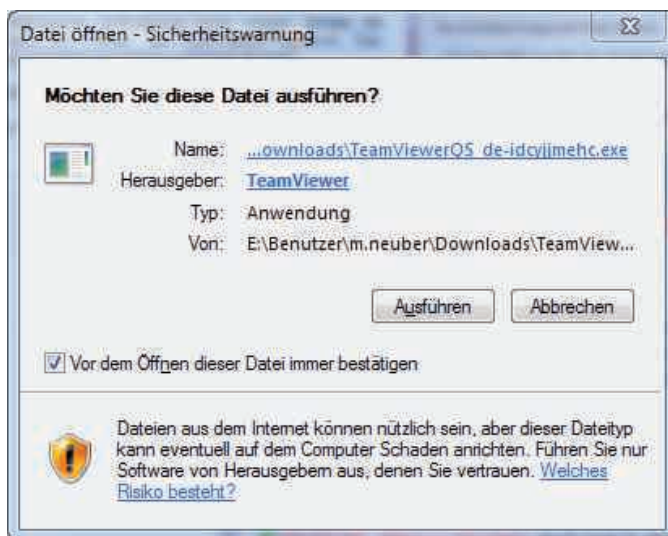 Datei öffnen - Sicherheitswarnung
Möchten Sie diese Datei ausführen?
Name: ...ownloads\TeamViewerQS_de-idcyjjmehc.exe
Herausgeber: TeamViewer
Typ: Anwendung
Von: E:\Benutzer\m.neuber\Downloads\TeamView...
Ausführen Abbrechen
Vor dem Öffnen dieser Datei immer bestätigen
Dateien aus dem Internet können nützlich sein, aber dieser Dateityp
kann eventuell auf dem Computer Schaden anrichten. Führen Sie nur
Software von Herausgebern aus, denen Sie vertrauen. Welches
Risiko besteht?